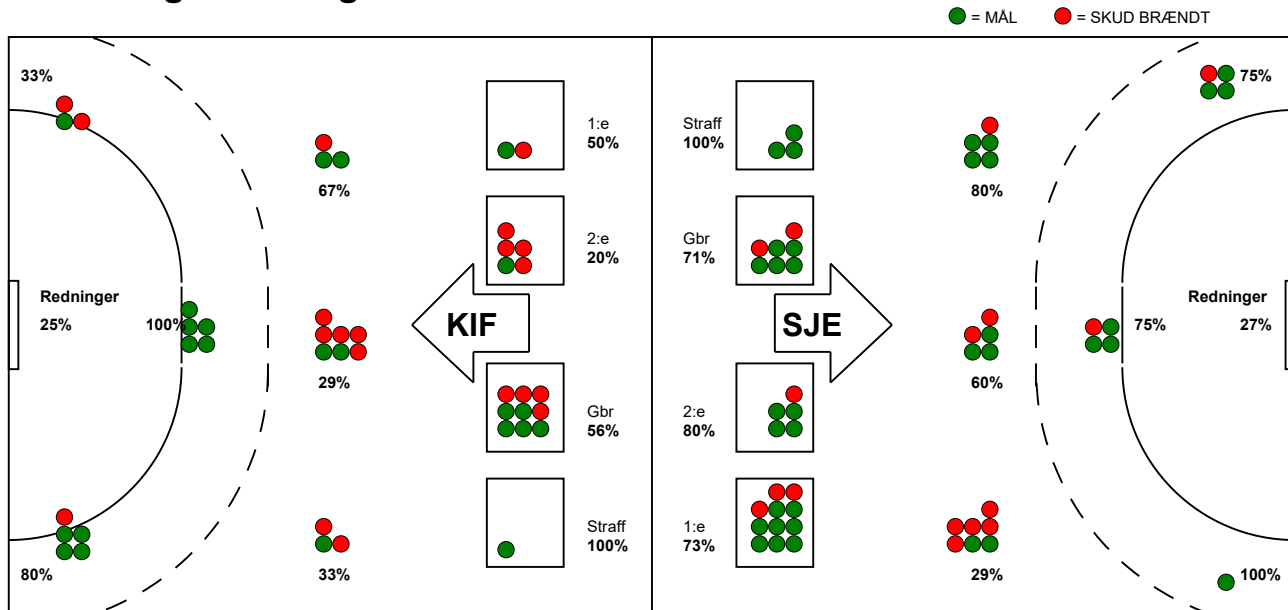 = MÅL = SKUD BRÆNDT
33%
67%
Redninger
25%
100%
29%
80%
33%
1:e
50%
2:e
20%
KIF
Gbr
56%
Straff
100%
Straff
100%
Gbr
71%
SJE
2:e
80%
1:e
73%
75%
80%
60%
75%
Redninger
27%
29%
100%